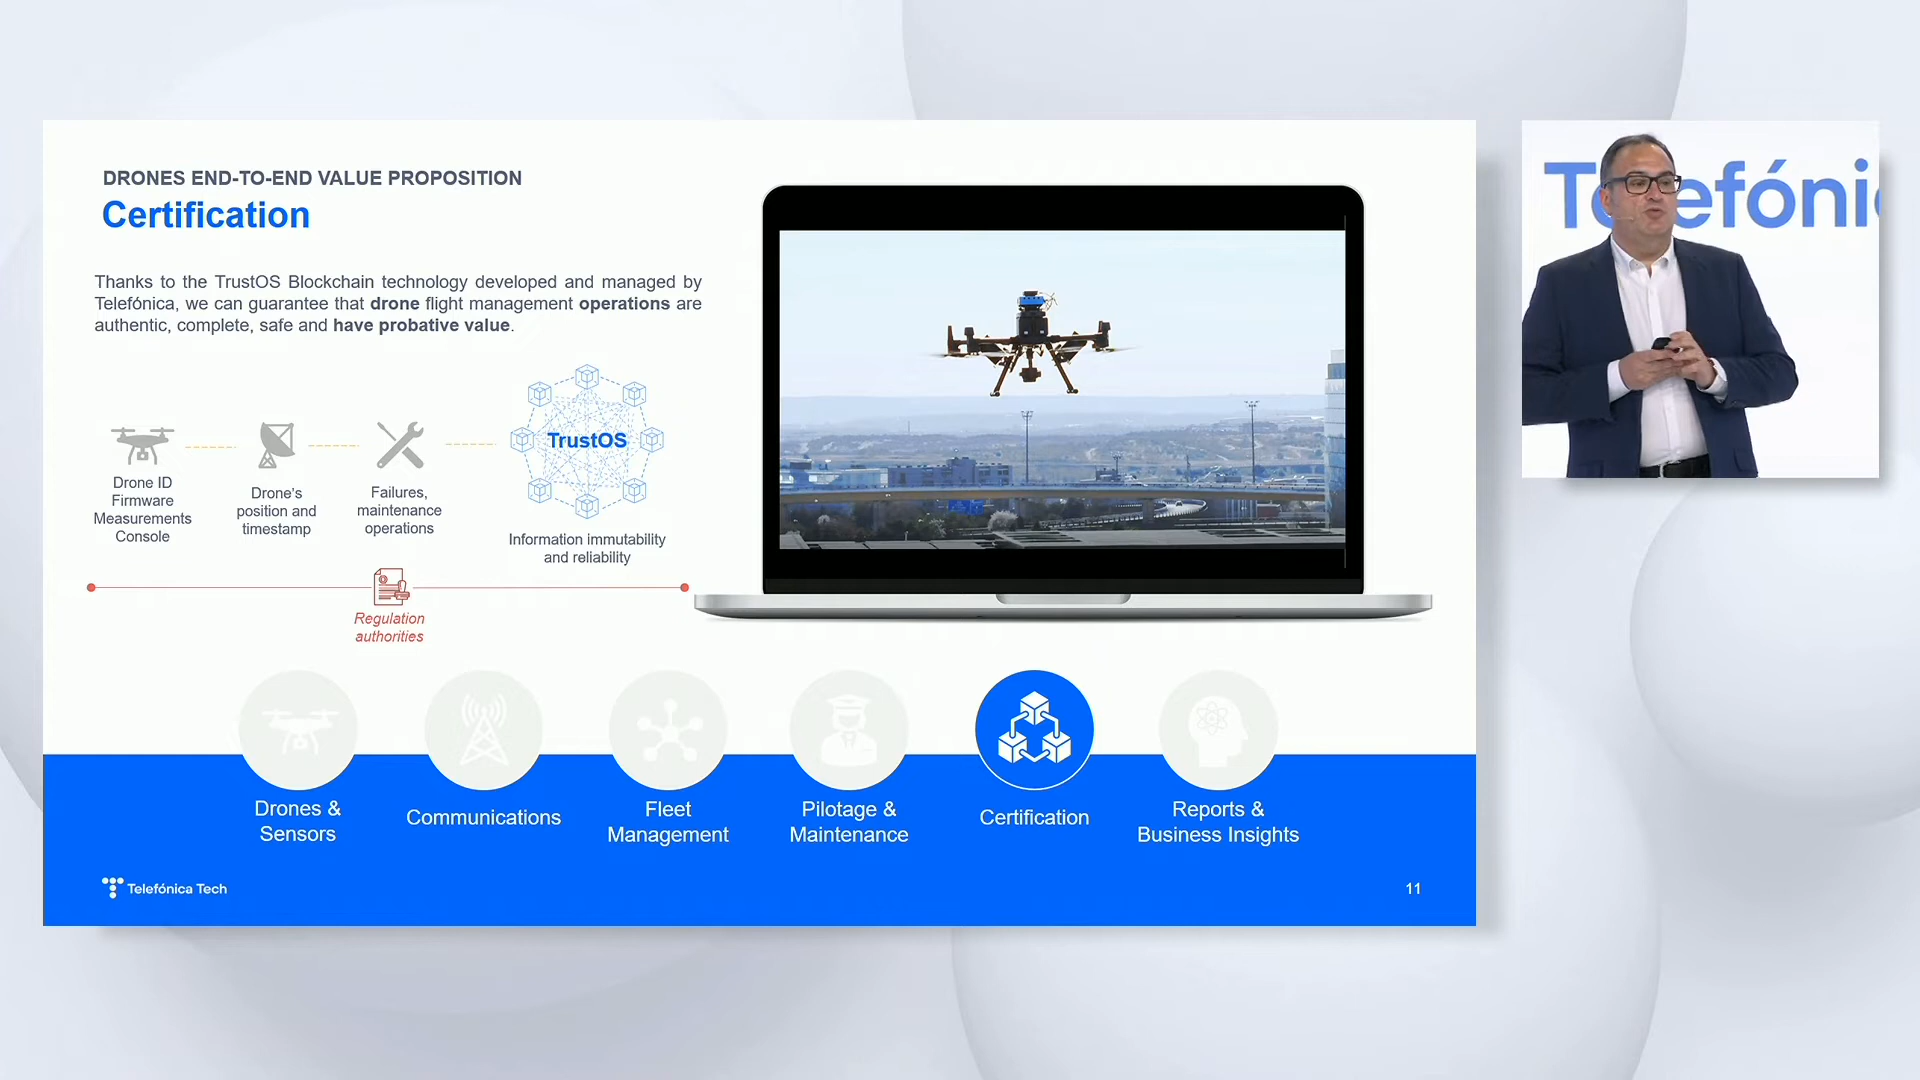 DRONES END-TO-END VALUE PROPOSITION
Certification
Thanks to the TrustOS Blockchain technology developed and managed by
Telefónica, we can guarantee that drone flight management operations are
authentic, complete, safe and have probative value.
Drone ID
Firmware
Measurements
Console
Drone's
position and
timestamp
Failures,
maintenance
operations
TrustOS
Information immutability
and reliability
Regulation
authorities
Drones &
Sensors
Communications
Fleet
Management
Pilotage &
Maintenance
Certification
Reports &
Business Insights
Telefónica Tech
11